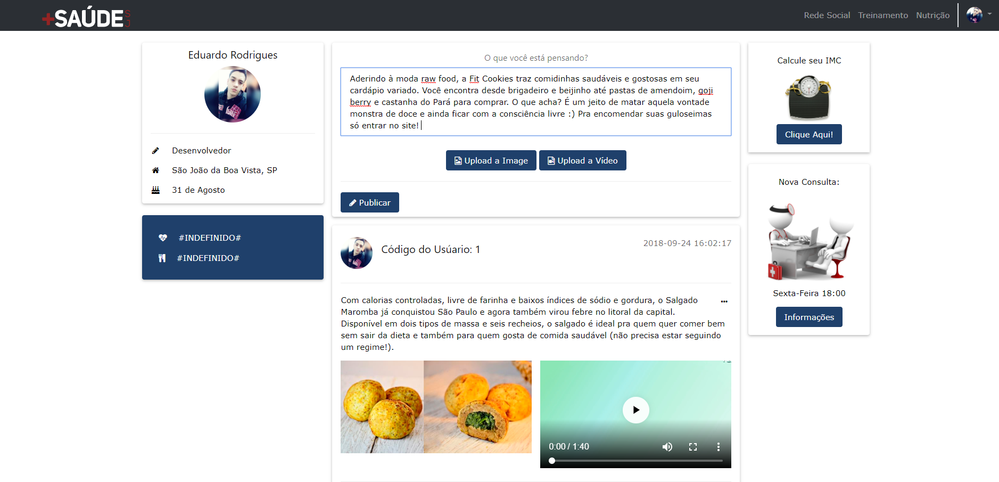 +SAÚDE SJ
Rede Social Treinamento Nutrição
Eduardo Rodrigues
Desenvolvedor
São João da Boa Vista, SP
31 de Agosto
#INDEFINIDO#
#INDEFINIDO#
O que você está pensando?
Aderindo à moda raw food, a Fit Cookies traz comidinhas saudáveis e gostosas em seu
cardápio variado. Você encontra desde brigadeiro e beijinho até pastas de amendoim, goji
berry e castanha do Pará para comprar. O que acha? É um jeito de matar aquela vontade
monstra de doce e ainda ficar com a consciência livre :) Pra encomendar suas guloseimas
só entrar no site!
Upload a Image Upload a Vídeo
Publicar
Código do Usúario: 1
2018-09-24 16:02:17
Com calorias controladas, livre de farinha e baixos índices de sódio e gordura, o Salgado
Maromba já conquistou São Paulo e agora também virou febre no litoral da capital.
Disponível em dois tipos de massa e seis recheios, o salgado é ideal pra quem quer comer bem
sem sair da dieta e também para quem gosta de comida saudável (não precisa estar seguindo
um regime!).
0:00 / 1:40
Calcule seu IMC
Clique Aqui!
Nova Consulta:
Sexta-Feira 18:00
Informações